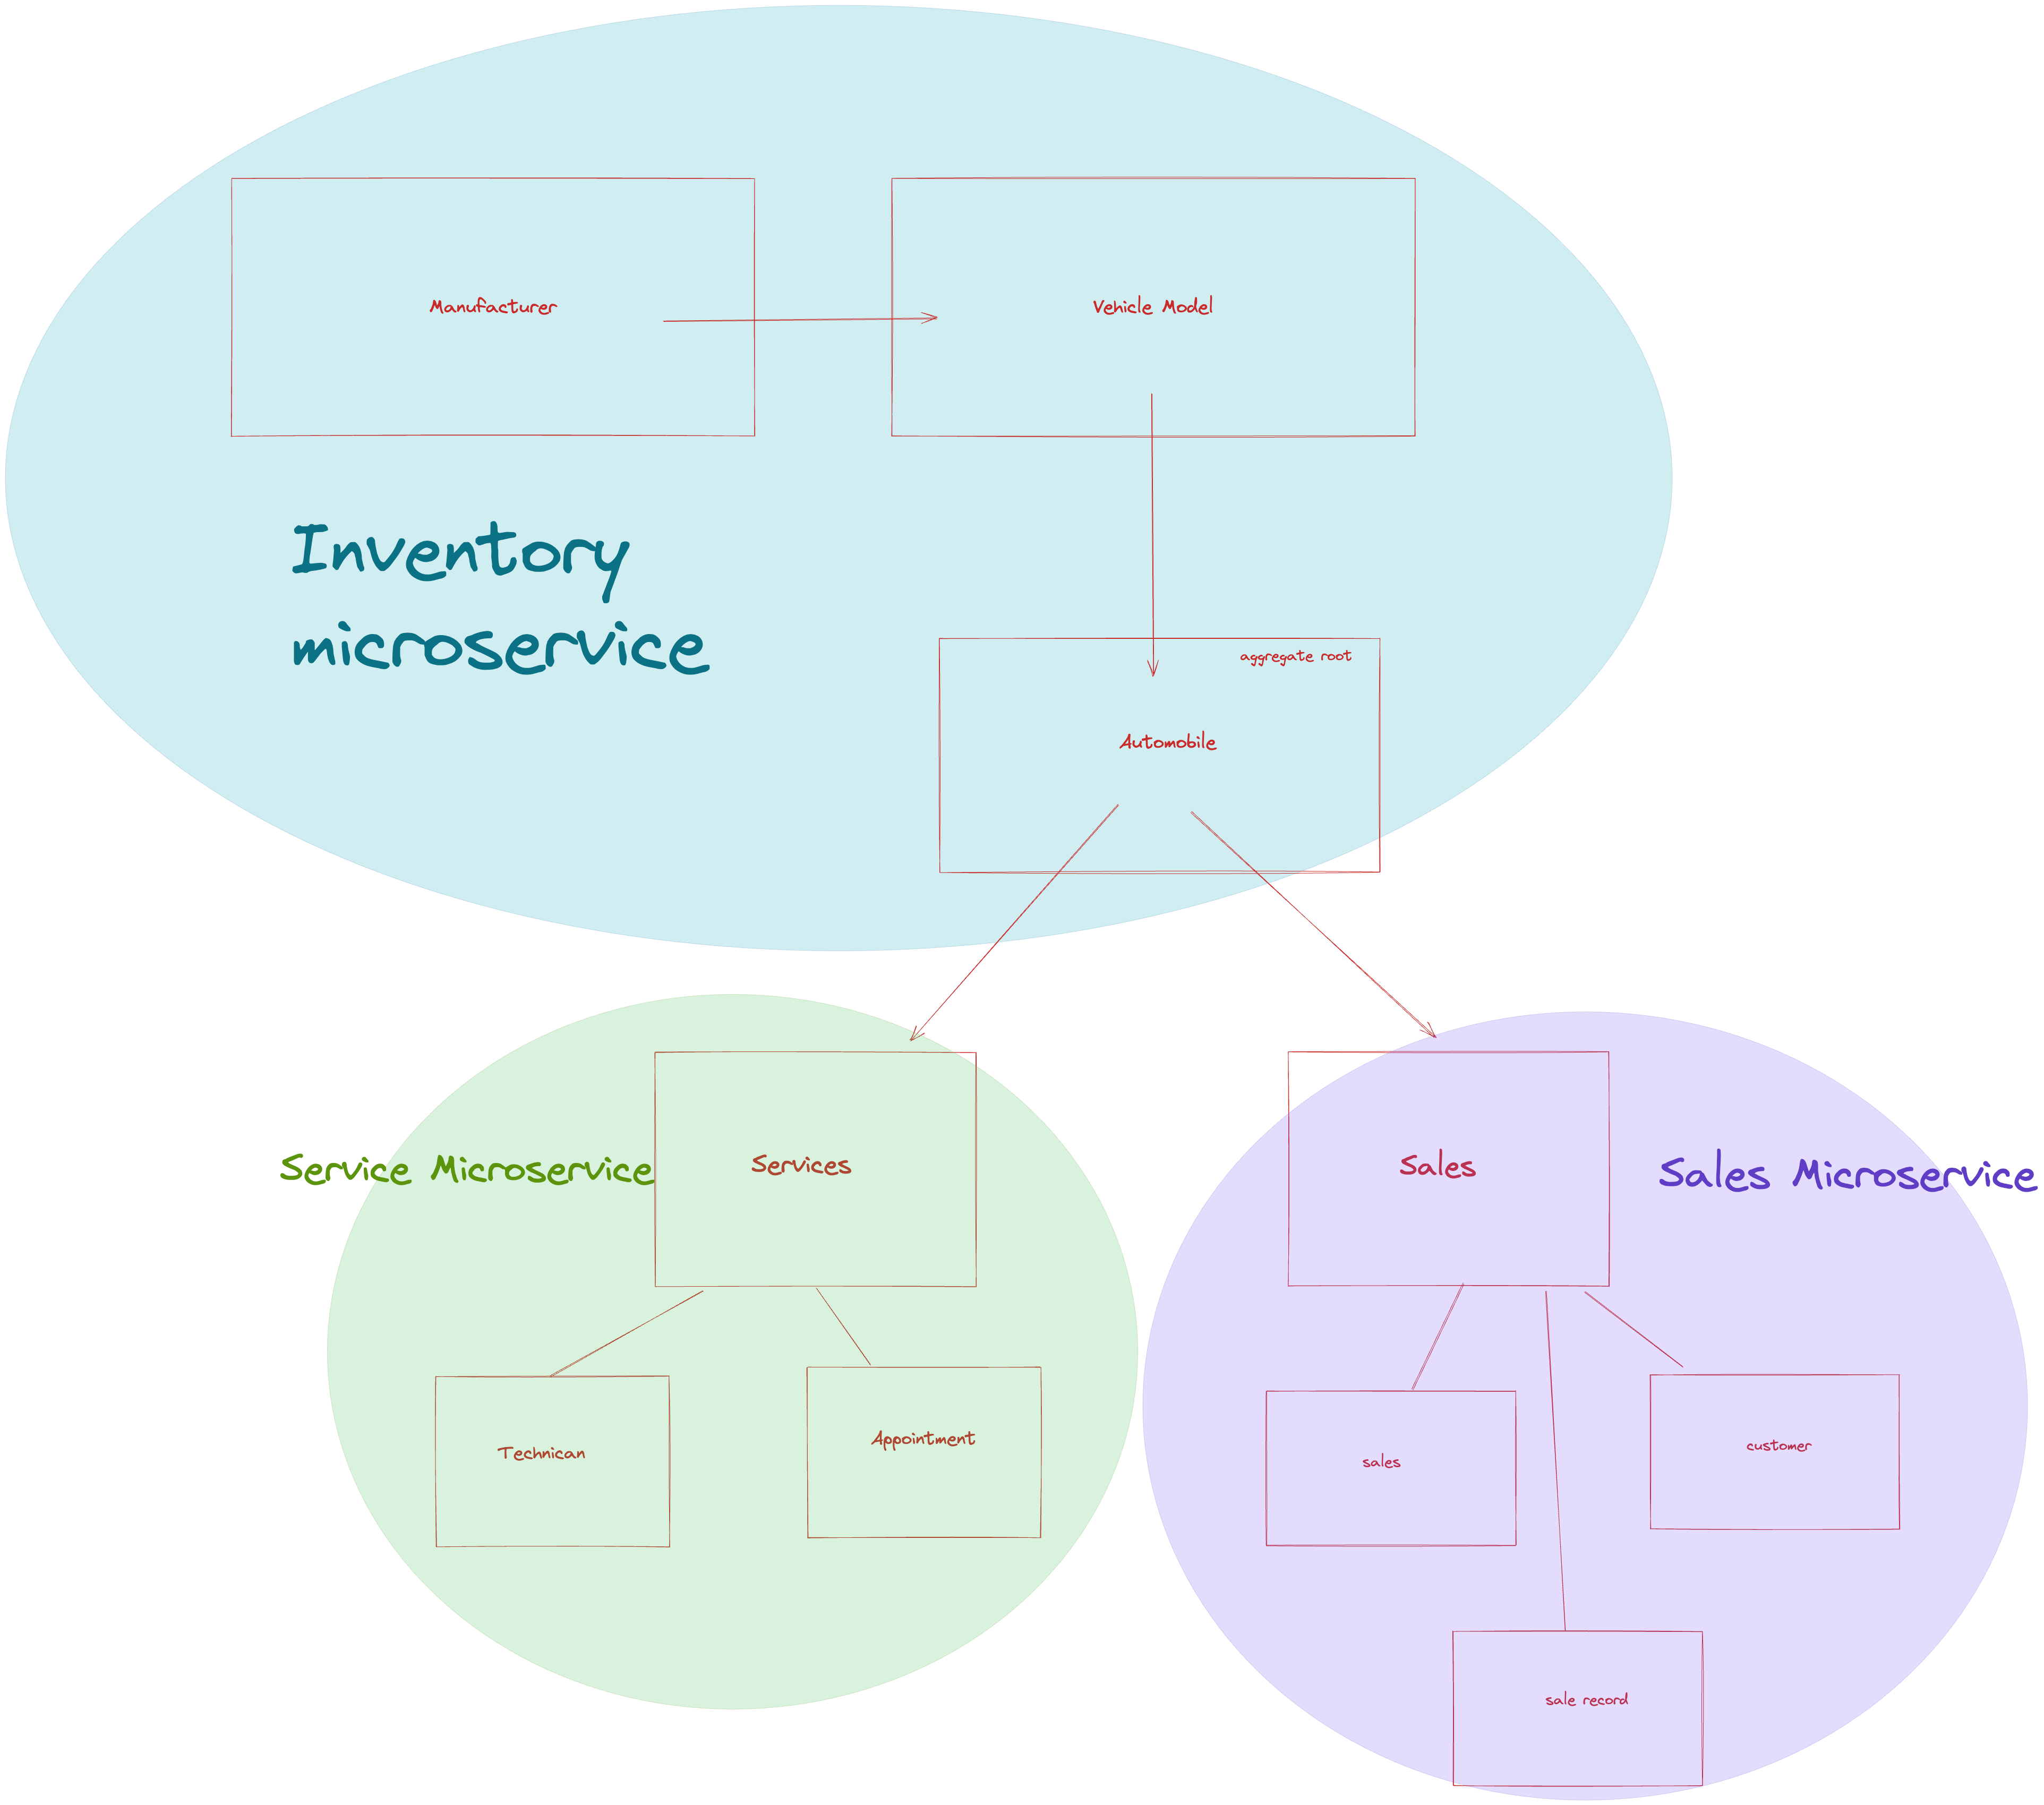 Manufacturer
Vehicle Model
Inventory
microservice
aggregate root
Automobile
Service Microservice
Services
Sales
Sales Microservice
Technican
Appointment
sales
customer
sale record